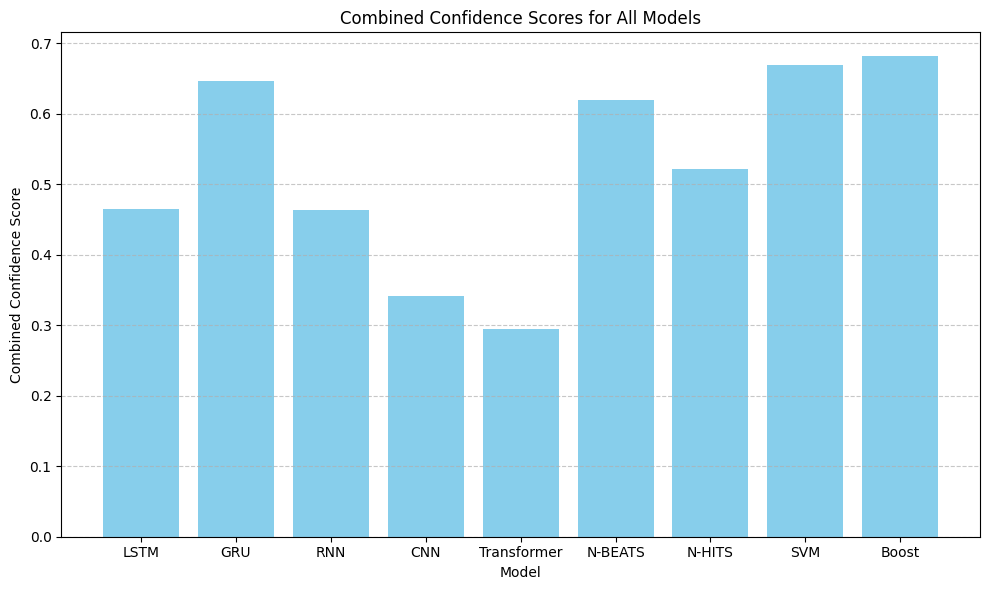 Combined Confidence Scores for All Models
Combined Confidence Score
0.7
0.6
0.5
0.4
0.3
0.2
0.1
0.0
LSTM GRU RNN CNN Transformer N-BEATS N-HITS SVM Boost
Model